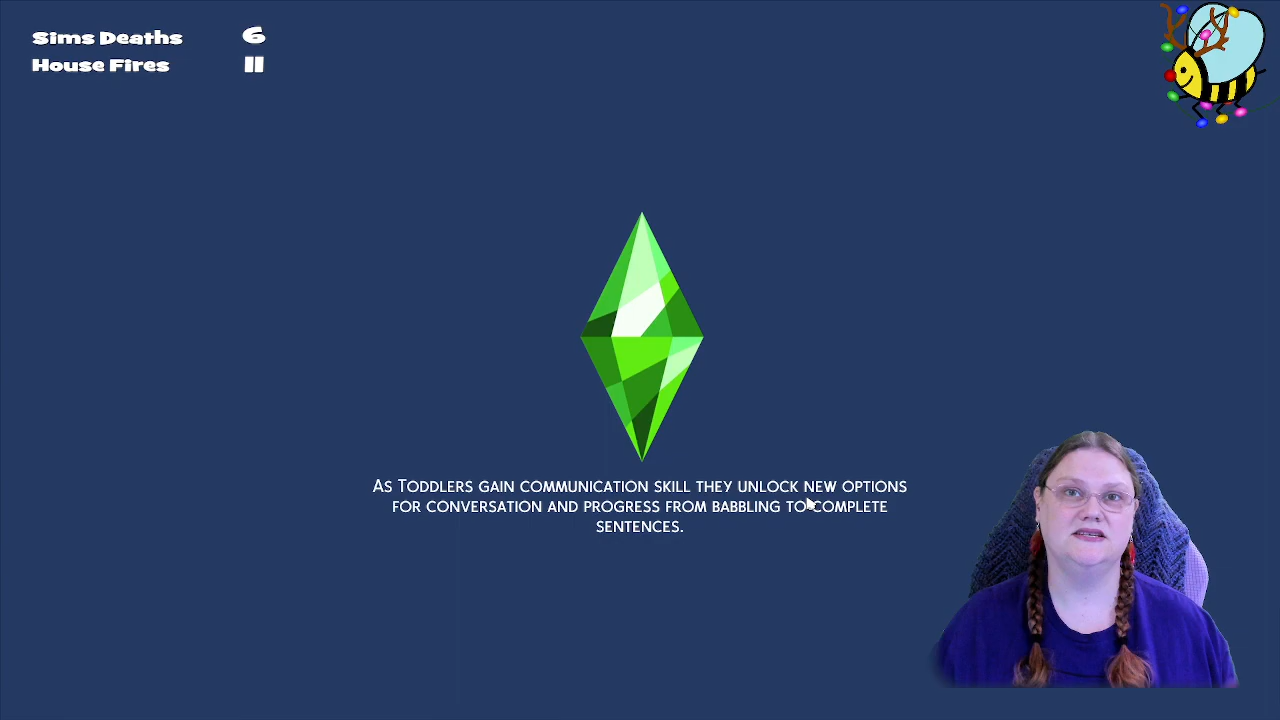 Sims Deaths 6
House Fires 11
As Toddlers gain communication skill they unlock new options
for conversation and progress from babbling to complete
sentences.